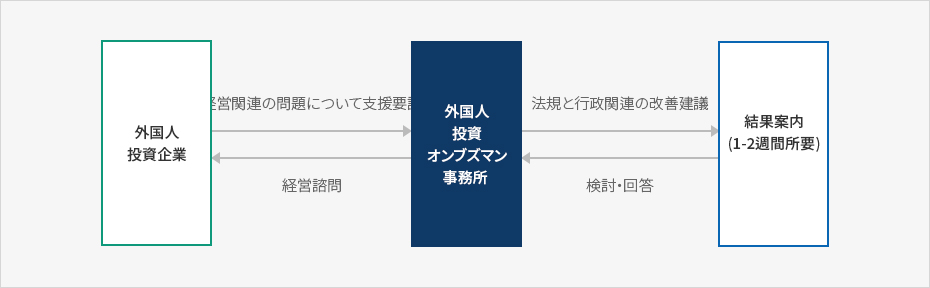 経営関連の問題について支援要
法規と行政関連の改善建議
外国人
投資企業
外国人
投資
オンブズマン
事務所
結果案内
(1-2週間所要)
経営諮問
検討・回答